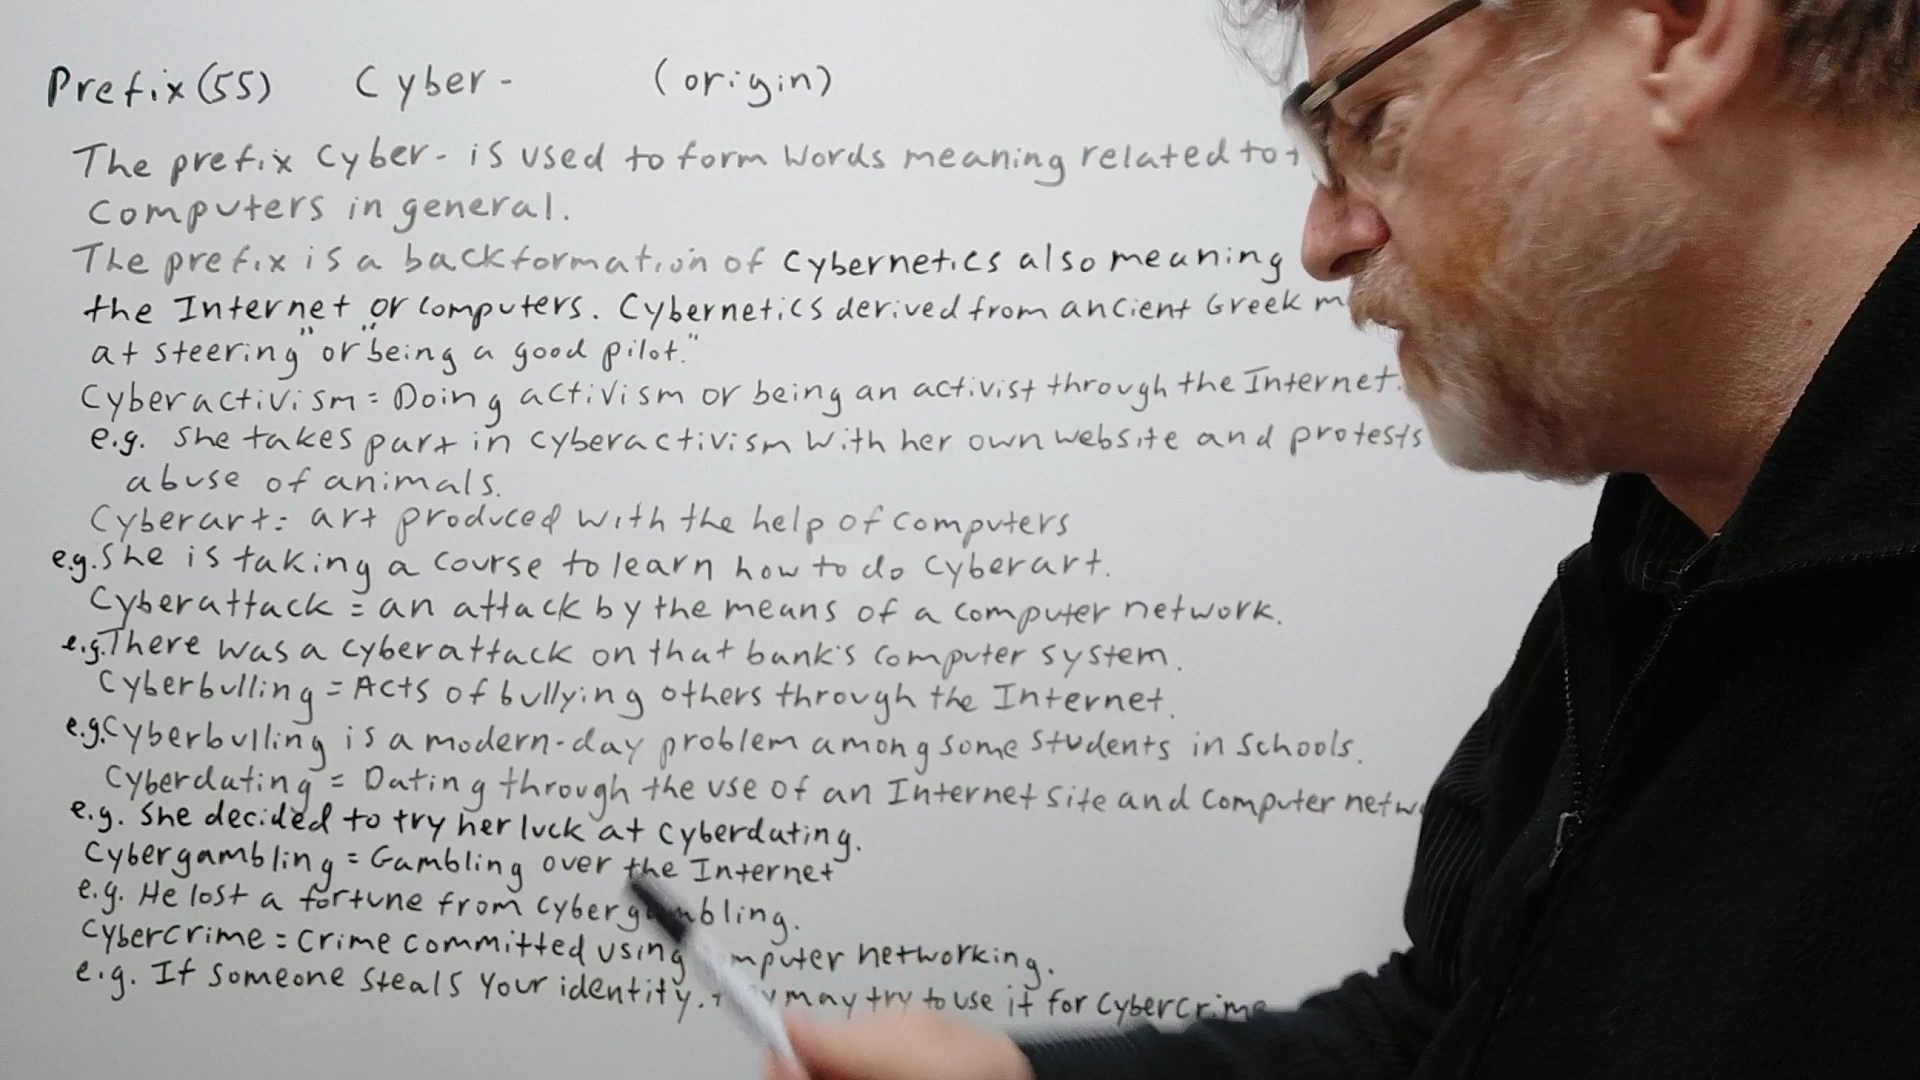 Prefix (55) Cyber- (origin)
The prefix Cyber- is used to form words meaning related to
computers in general.
The prefix is a backformation of Cybernetics also meaning
the Internet or computers. Cybernetics derived from ancient Greek
at steering" or "being a good pilot."
Cyberactivism = Doing activism or being an activist through the Internet.
e.g. She takes part in cyberactivism with her own website and protests
abuse of animals.
Cyberart = art produced with the help of computers
e.g. She is taking a course to learn how to do cyberart.
Cyberattack = an attack by the means of a computer network.
e.g. There was a cyberattack on that bank's computer system.
Cyberbulling = Acts of bullying others through the Internet.
e.g. Cyberbulling is a modern-day problem among some students in schools.
Cyberdating = Dating through the use of an Internet site and computer
e.g. She decided to try her luck at cyberdating.
Cybergambling = Gambling over the Internet
e.g. He lost a fortune from cybergambling.
Cybercrime = Crime committed using computer networking.
e.g. If someone steals your identity, they may try to use it for cybercrime